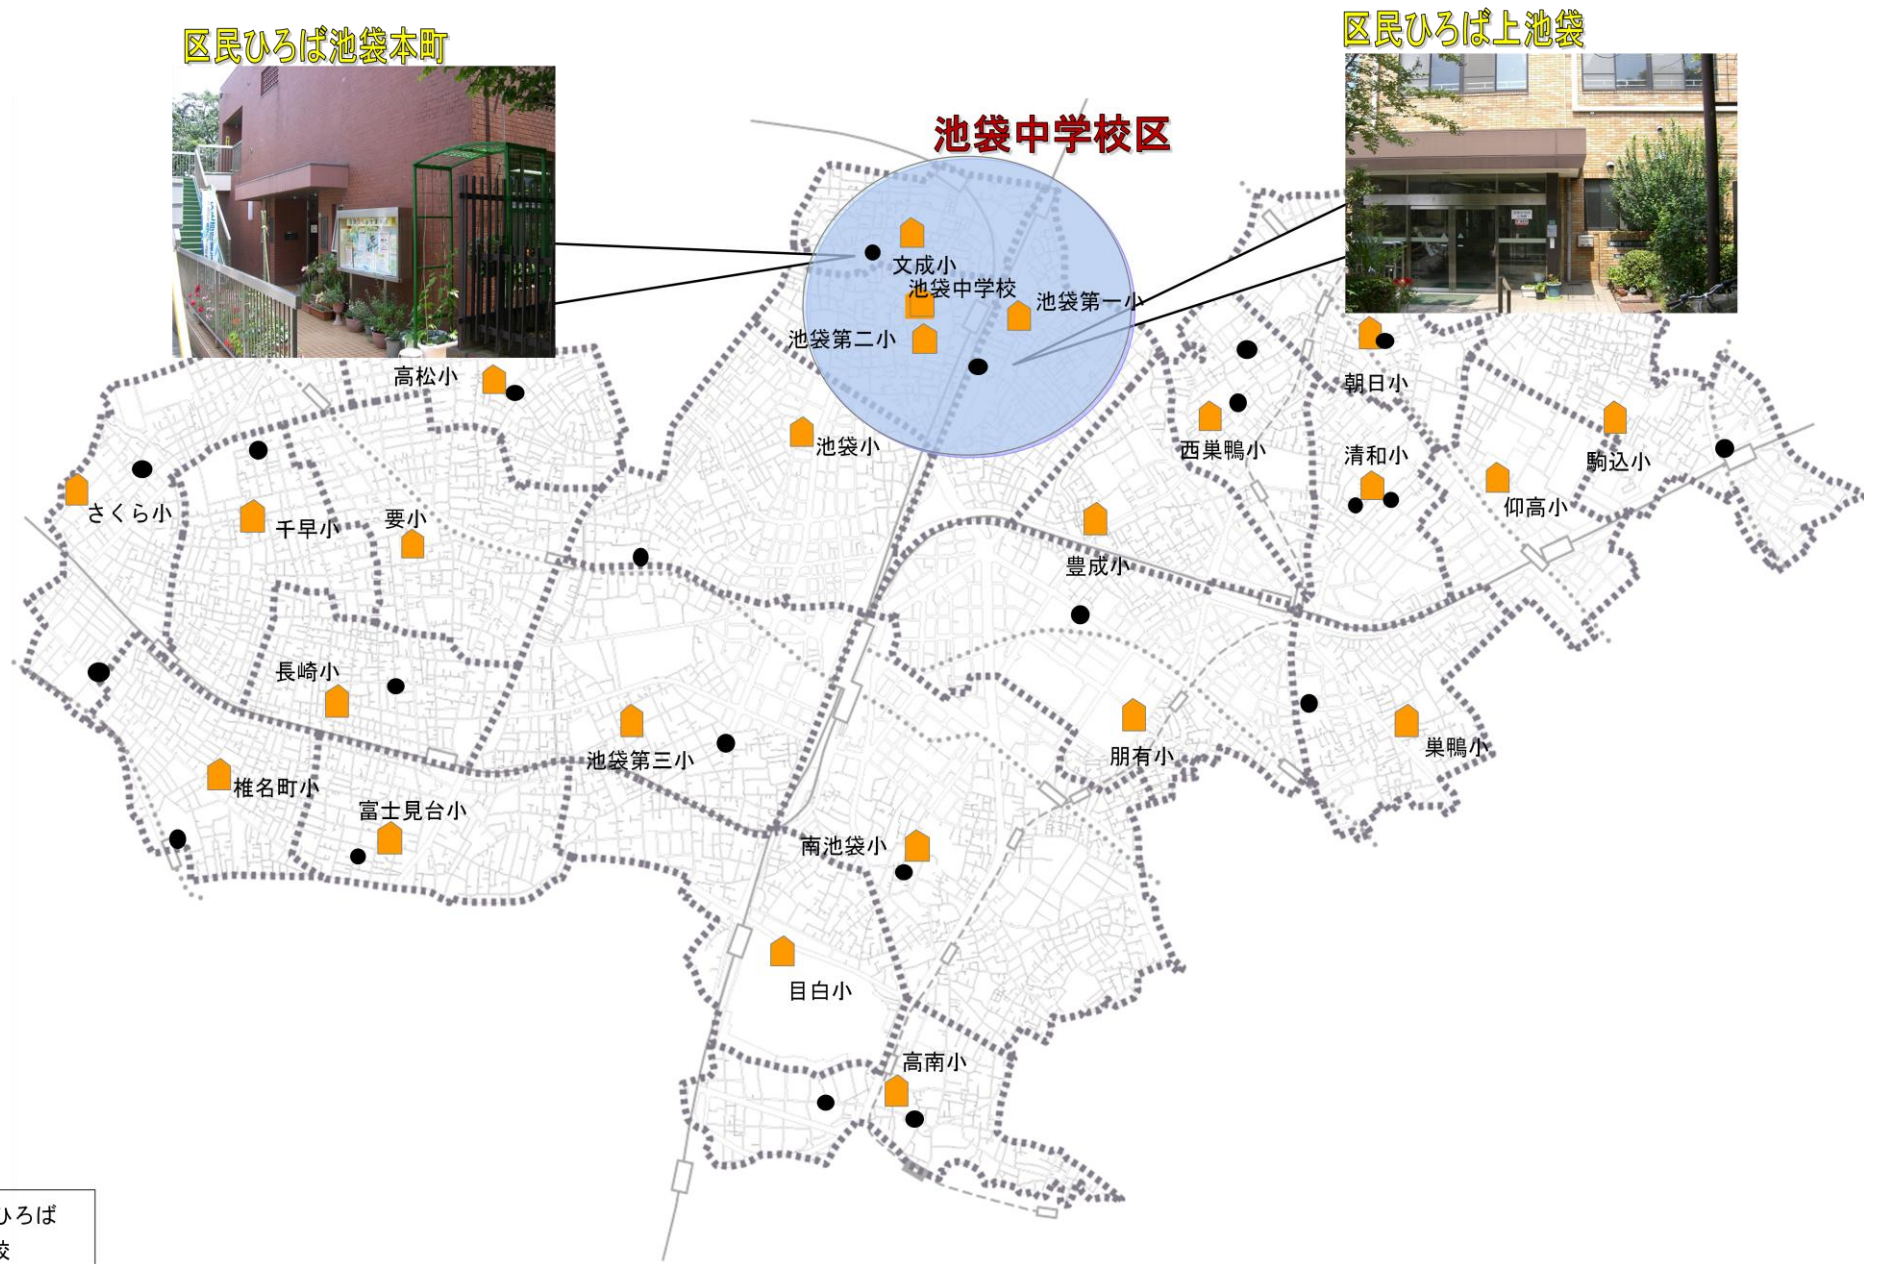 区民ひろば池袋本町
区民ひろば上池袋
池袋中学校区
文成小
池袋中学校
池袋第一小
池袋第二小
高松小
朝日小
池袋小
西巣鴨小
清和小
駒込小
さくら小
千早小
要小
仰高小
豊成小
長崎小
池袋第三小
朋有小
巣鴨小
椎名町小
富士見台小
南池袋小
目白小
高南小
ひろば
校